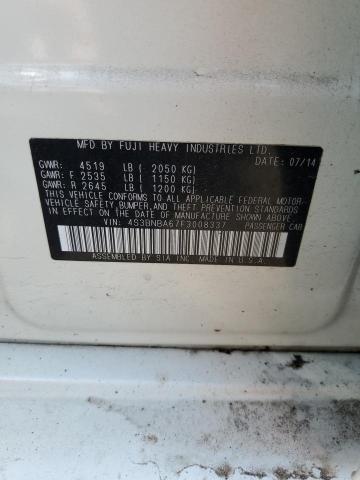 MFD BY FUJI HEAVY INDUSTRIES LTD.
GVWR: 4519 LB ( 2050 KG) DATE: 07/14
GAWR: F 2535 LB ( 1150 KG)
GAWR: R 2645 LB ( 1200 KG)
THIS VEHICLE CONFORMS TO ALL APPLICABLE FEDERAL MOTOR-
VEHICLE SAFETY, BUMPER, AND THEFT PREVENTION STANDARDS
IN EFFECT ON THE DATE OF MANUFACTURE SHOWN ABOVE.
VIN: 4S3BNBA67F3008337 PASSENGER CAR
ASSEMBLED BY SIA INC. MADE IN U.S.A.